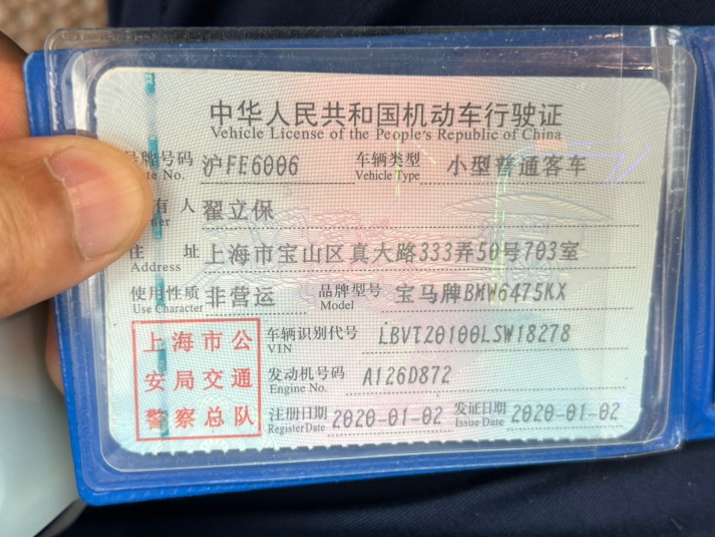 中华人民共和国机动车行驶证
Vehicle License of the People's Republic of China
号牌号码 沪FE6006 车辆类型 小型普通客车
Plate No. Vehicle Type
有人 翟立保
住址 上海市宝山区真大路333弄50号703室
Address
使用性质 非营运 品牌型号 宝马牌BMW6475KX
Use Character Model
上海市公安局交通警察总队
车辆识别代号 LBVTZ0100LSW18278
VIN
发动机号码 A126D872
Engine No.
注册日期 2020-01-02 发证日期 2020-01-02
Register Date Issue Date